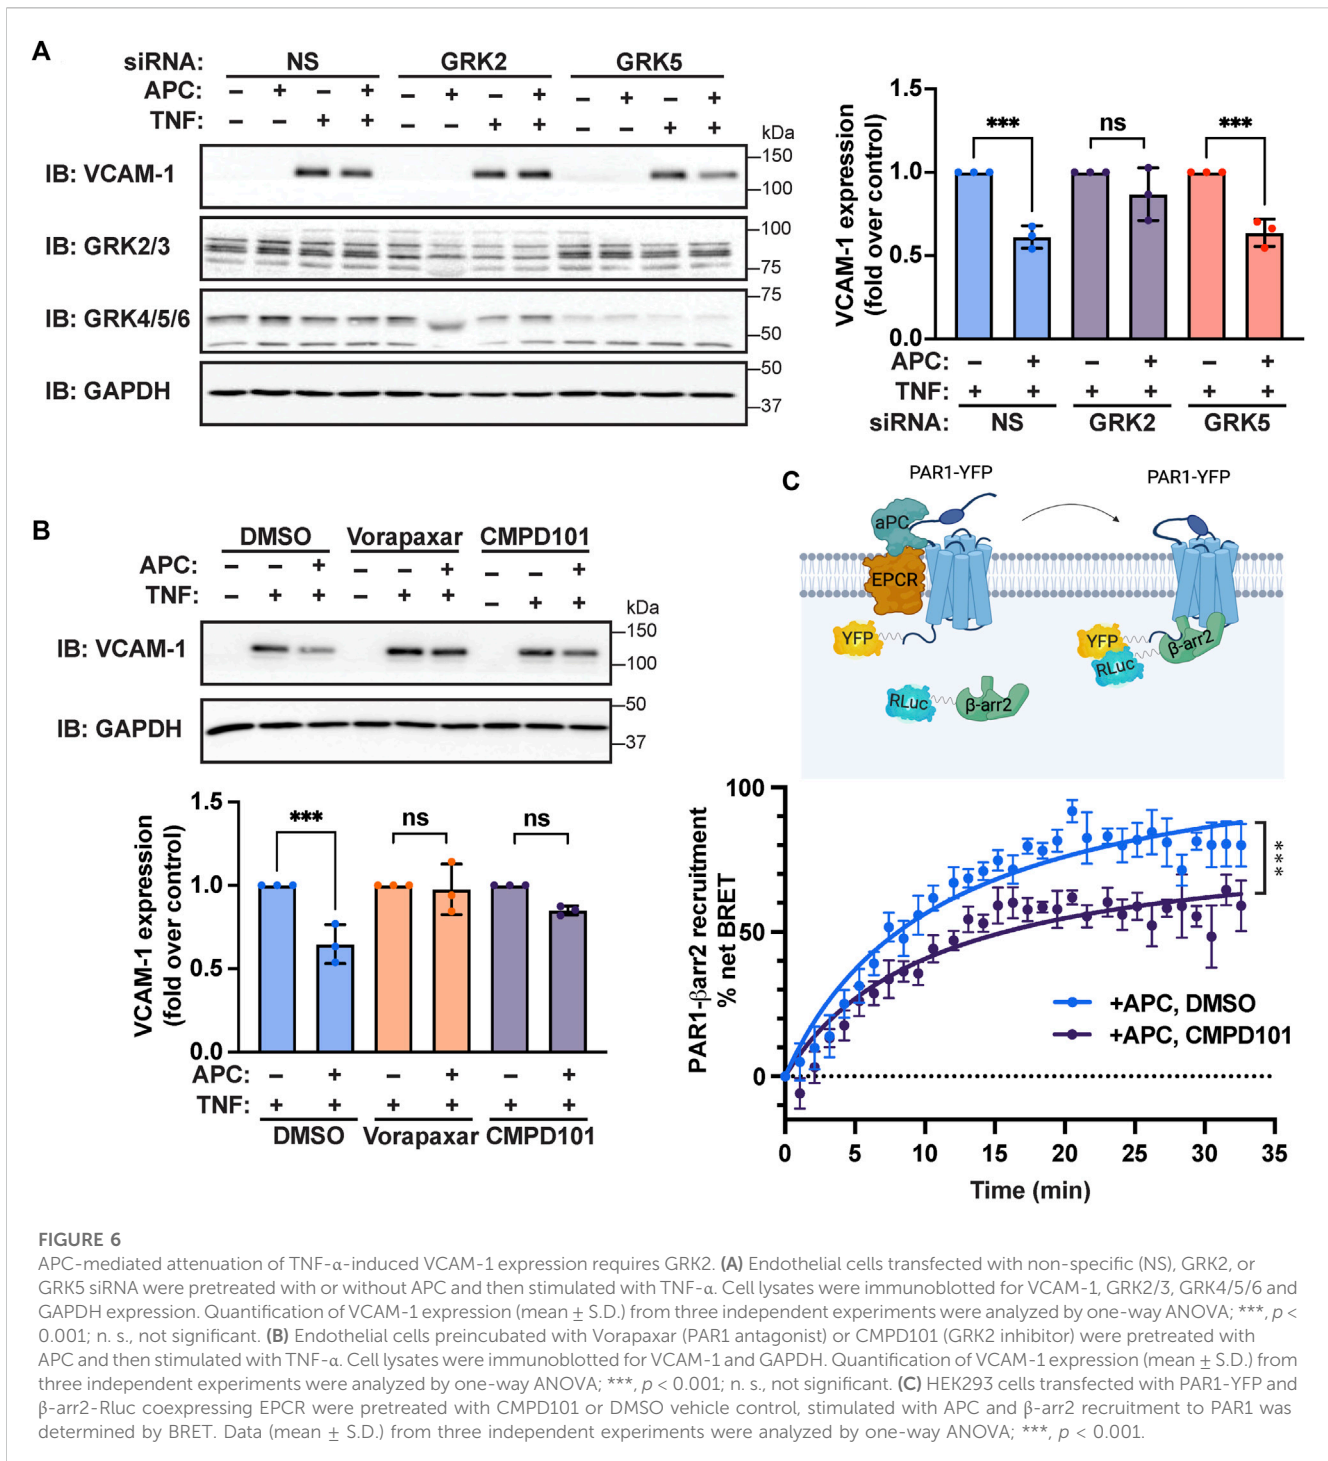 A
siRNA: NS GRK2 GRK5
APC: – + – + – + – + – + – +
TNF: – – + + – – + + – – + +
kDa
IB: VCAM-1
150
100
IB: GRK2/3
100
75
IB: GRK4/5/6
75
50
IB: GAPDH
50
37
VCAM-1 expression
(fold over control)
1.5
1.0
0.5
0.0
*** ns ***
APC: – + – + – +
TNF: + + + + + +
siRNA: NS GRK2 GRK5
B
DMSO Vorapaxar CMPD101
APC: – – + – – + – – +
TNF: – + + – + + – + +
kDa
IB: VCAM-1
150
100
IB: GAPDH
50
37
VCAM-1 expression
(fold over control)
1.5
1.0
0.5
0.0
*** ns ns
APC: – + – + – +
TNF: + + + + + +
DMSO Vorapaxar CMPD101
C
PAR1-YFP PAR1-YFP
aPC
EPCR
YFP
RLuc
β-arr2
YFP
RLuc
β-arr2
PAR1-βarr2 recruitment
% net BRET
100
50
0
***
+APC, DMSO
+APC, CMPD101
0 5 10 15 20 25 30 35
Time (min)
FIGURE 6
APC-mediated attenuation of TNF-α-induced VCAM-1 expression requires GRK2. (A) Endothelial cells transfected with non-specific (NS), GRK2, or
GRK5 siRNA were pretreated with or without APC and then stimulated with TNF-α. Cell lysates were immunoblotted for VCAM-1, GRK2/3, GRK4/5/6 and
GAPDH expression. Quantification of VCAM-1 expression (mean ± S.D.) from three independent experiments were analyzed by one-way ANOVA; ***, p <
0.001; n. s., not significant. (B) Endothelial cells preincubated with Vorapaxar (PAR1 antagonist) or CMPD101 (GRK2 inhibitor) were pretreated with
APC and then stimulated with TNF-α. Cell lysates were immunoblotted for VCAM-1 and GAPDH. Quantification of VCAM-1 expression (mean ± S.D.) from
three independent experiments were analyzed by one-way ANOVA; ***, p < 0.001; n. s., not significant. (C) HEK293 cells transfected with PAR1-YFP and
β-arr2-Rluc coexpressing EPCR were pretreated with CMPD101 or DMSO vehicle control, stimulated with APC and β-arr2 recruitment to PAR1 was
determined by BRET. Data (mean ± S.D.) from three independent experiments were analyzed by one-way ANOVA; ***, p < 0.001.